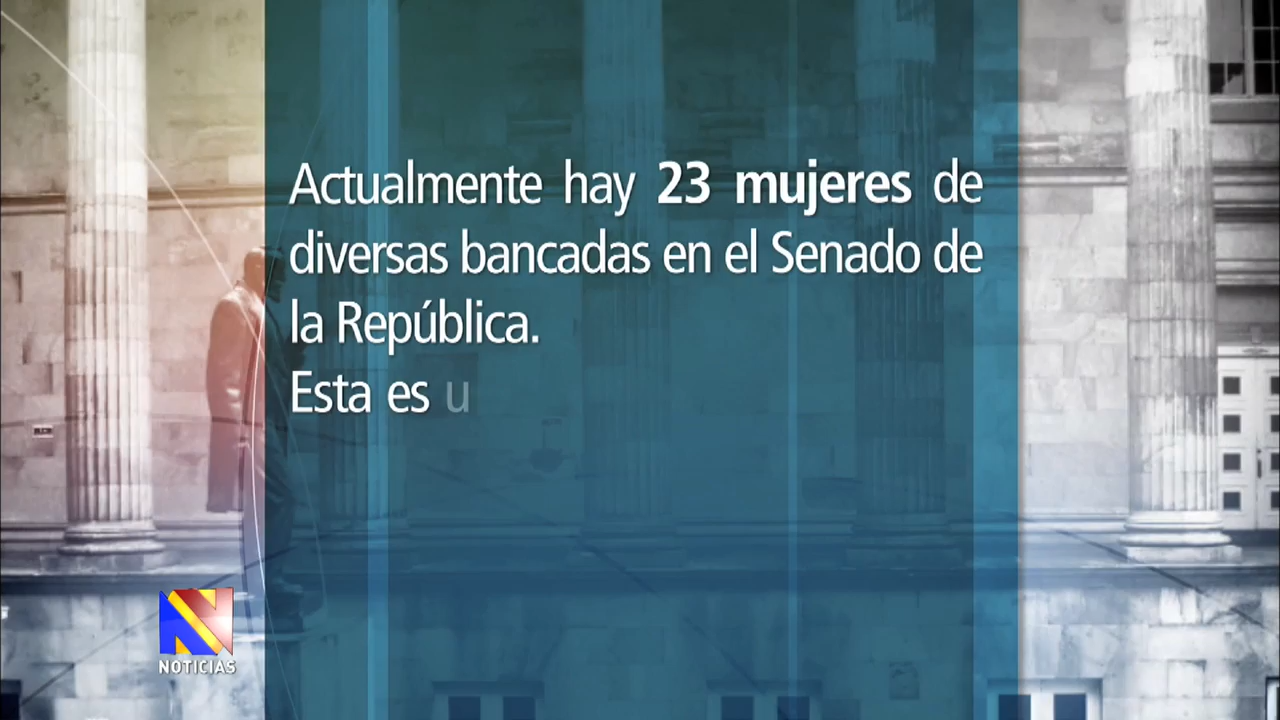 Actualmente hay 23 mujeres de
diversas bancadas en el Senado de
la República.
Esta es u
NOTICIAS